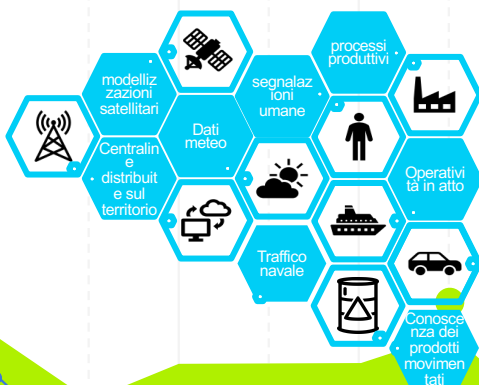 processi
produttivi
modelliz
zazioni
satellitari
segnalaz
ioni
umane
Dati
meteo
Centralin
e
distribuit
e sul
territorio
Operativi
tà in atto
Traffico
navale
Conosce
nza dei
prodotti
movimen
tati